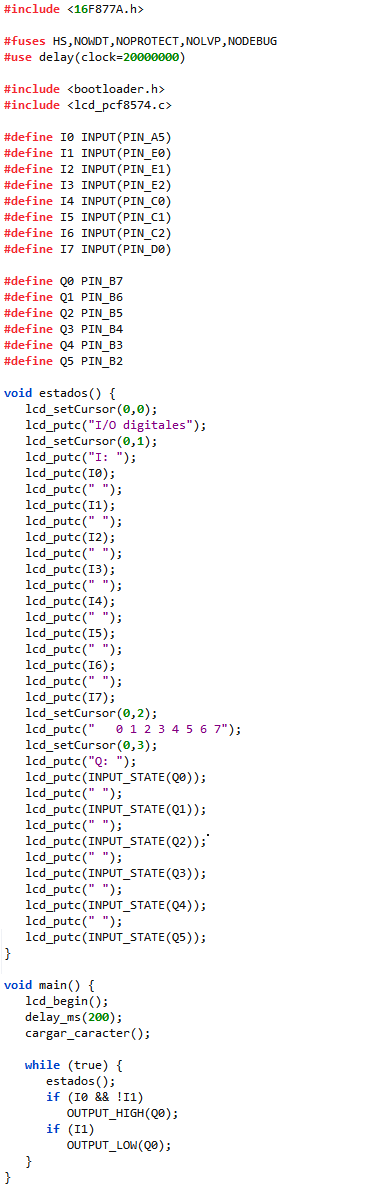 #include <16F877A.h>
#fuses HS,NOWDT,NOPROTECT,NOLVP,NODEBUG
#use delay(clock=20000000)
#include <bootloader.h>
#include <lcd_pcf8574.c>
#define I0 INPUT(PIN_A5)
#define I1 INPUT(PIN_E0)
#define I2 INPUT(PIN_E1)
#define I3 INPUT(PIN_E2)
#define I4 INPUT(PIN_C0)
#define I5 INPUT(PIN_C1)
#define I6 INPUT(PIN_C2)
#define I7 INPUT(PIN_D0)
#define Q0 PIN_B7
#define Q1 PIN_B6
#define Q2 PIN_B5
#define Q3 PIN_B4
#define Q4 PIN_B3
#define Q5 PIN_B2
void estados() {
   lcd_setCursor(0,0);
   lcd_putc("I/O digitales");
   lcd_setCursor(0,1);
   lcd_putc("I: ");
   lcd_putc(I0);
   lcd_putc(" ");
   lcd_putc(I1);
   lcd_putc(" ");
   lcd_putc(I2);
   lcd_putc(" ");
   lcd_putc(I3);
   lcd_putc(" ");
   lcd_putc(I4);
   lcd_putc(" ");
   lcd_putc(I5);
   lcd_putc(" ");
   lcd_putc(I6);
   lcd_putc(" ");
   lcd_putc(I7);
   lcd_setCursor(0,2);
   lcd_putc("   0 1 2 3 4 5 6 7");
   lcd_setCursor(0,3);
   lcd_putc("Q: ");
   lcd_putc(INPUT_STATE(Q0));
   lcd_putc(" ");
   lcd_putc(INPUT_STATE(Q1));
   lcd_putc(" ");
   lcd_putc(INPUT_STATE(Q2));
   lcd_putc(" ");
   lcd_putc(INPUT_STATE(Q3));
   lcd_putc(" ");
   lcd_putc(INPUT_STATE(Q4));
   lcd_putc(" ");
   lcd_putc(INPUT_STATE(Q5));
}
void main() {
   lcd_begin();
   delay_ms(200);
   cargar_caracter();
   while (true) {
      estados();
      if (I0 && !I1)
         OUTPUT_HIGH(Q0);
      if (I1)
         OUTPUT_LOW(Q0);
   }
}